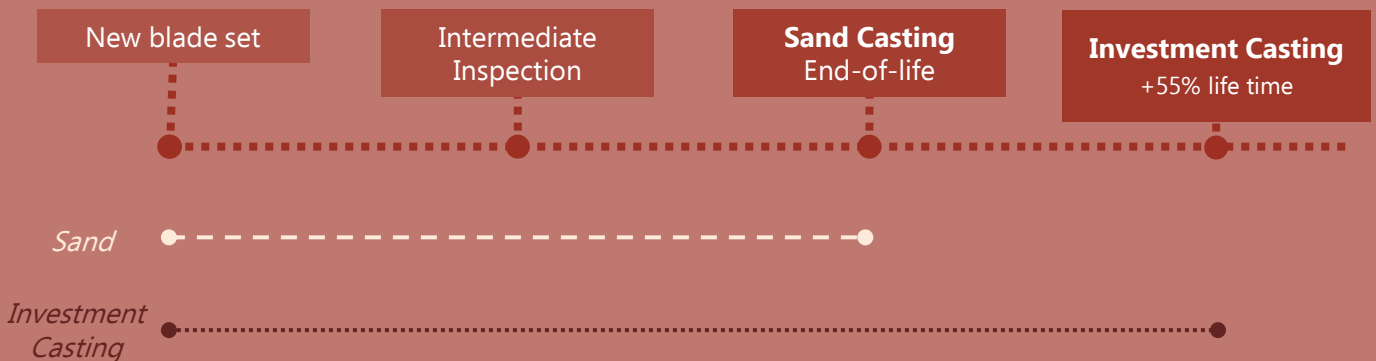 New blade set
Intermediate
Inspection
Sand Casting
End-of-life
Investment Casting
+55% life time
Sand
Investment
Casting